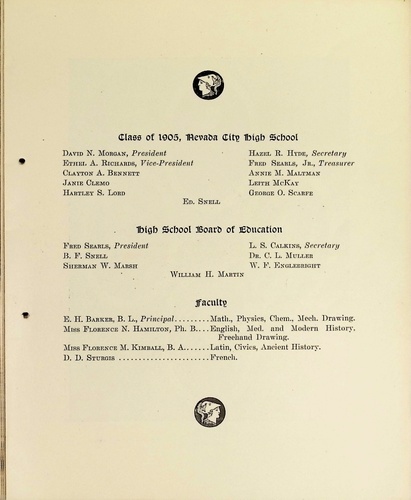 Class of 1905, Nevada City High School
David N. Morgan, President
Ethel A. Richards, Vice-President
Clayton A. Bennett
Janie Clemo
Hartley S. Lord
Hazel R. Hyde, Secretary
Fred Searls, Jr., Treasurer
Annie M. Maltman
Leith McKay
George O. Scarfe
Ed. Snell
High School Board of Education
Fred Searls, President
B. F. Snell
Sherman W. Marsh
L. S. Calkins, Secretary
Dr. C. L. Muller
W. F. Englebright
William H. Martin
Faculty
E. H. Barker, B. L., Principal.........Math., Physics, Chem., Mech. Drawing.
Miss Florence N. Hamilton, Ph. B....English, Med. and Modern History.
Freehand Drawing.
Miss Florence M. Kimball, B. A......Latin, Civics, Ancient History.
D. D. Sturgis ......................French.